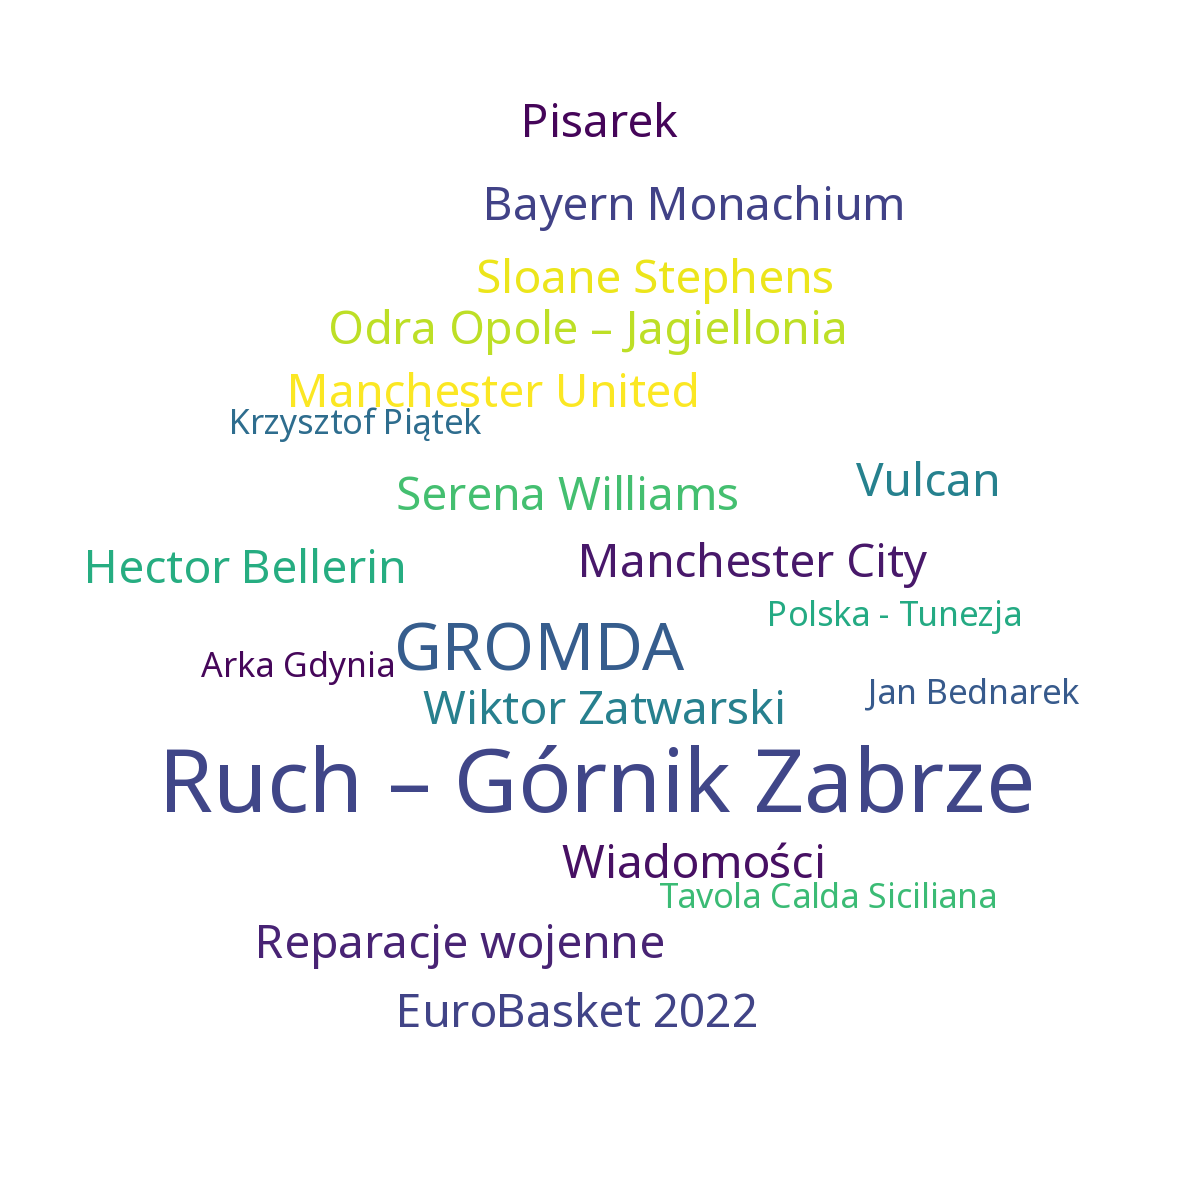 Pisarek
Bayern Monachium
Sloane Stephens
Odra Opole – Jagiellonia
Manchester United
Krzysztof Piątek
Vulcan
Serena Williams
Manchester City
Hector Bellerin
Polska - Tunezja
GROMDA
Arka Gdynia
Jan Bednarek
Wiktor Zatwarski
Ruch – Górnik Zabrze
Wiadomości
Tavola Calda Siciliana
Reparacje wojenne
EuroBasket 2022